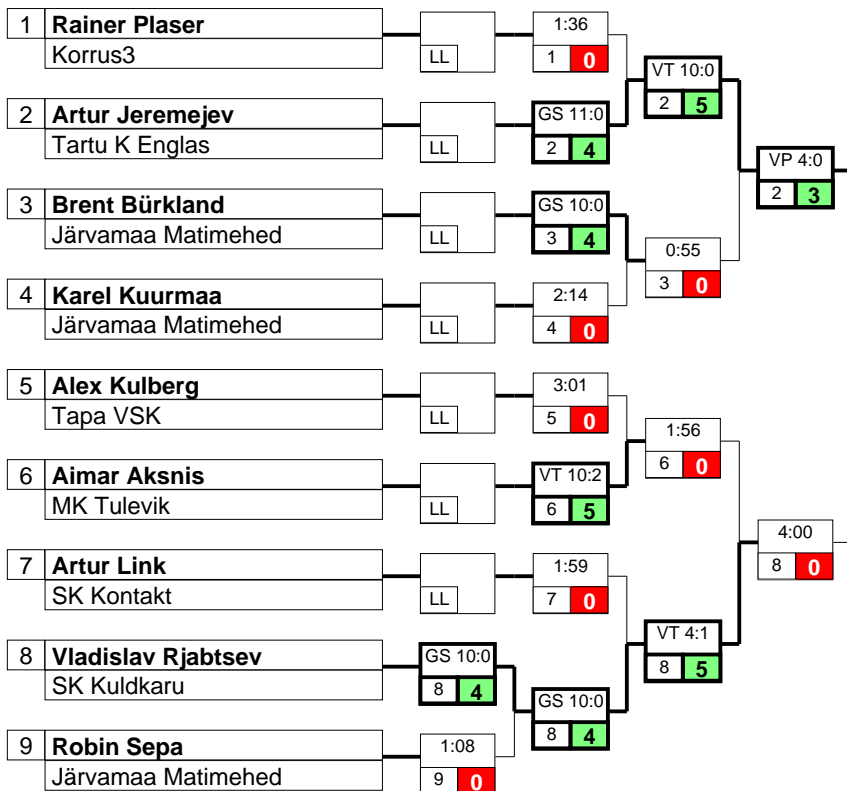 1 Rainer Plaser
Korrus3
LL
1:36
1 0
VT 10:0
2 5
2 Artur Jeremejev
Tartu K Englas
LL
GS 11:0
2 4
VP 4:0
2 3
3 Brent Bürkland
Järvamaa Matimehed
LL
GS 10:0
3 4
0:55
3 0
4 Karel Kuurmaa
Järvamaa Matimehed
LL
2:14
4 0
5 Alex Kulberg
Tapa VSK
LL
3:01
5 0
1:56
6 0
6 Aimar Aksnis
MK Tulevik
LL
VT 10:2
6 5
4:00
8 0
7 Artur Link
SK Kontakt
LL
1:59
7 0
VT 4:1
8 5
8 Vladislav Rjabtsev
SK Kuldkaru
GS 10:0
8 4
GS 10:0
8 4
9 Robin Sepa
Järvamaa Matimehed
1:08
9 0